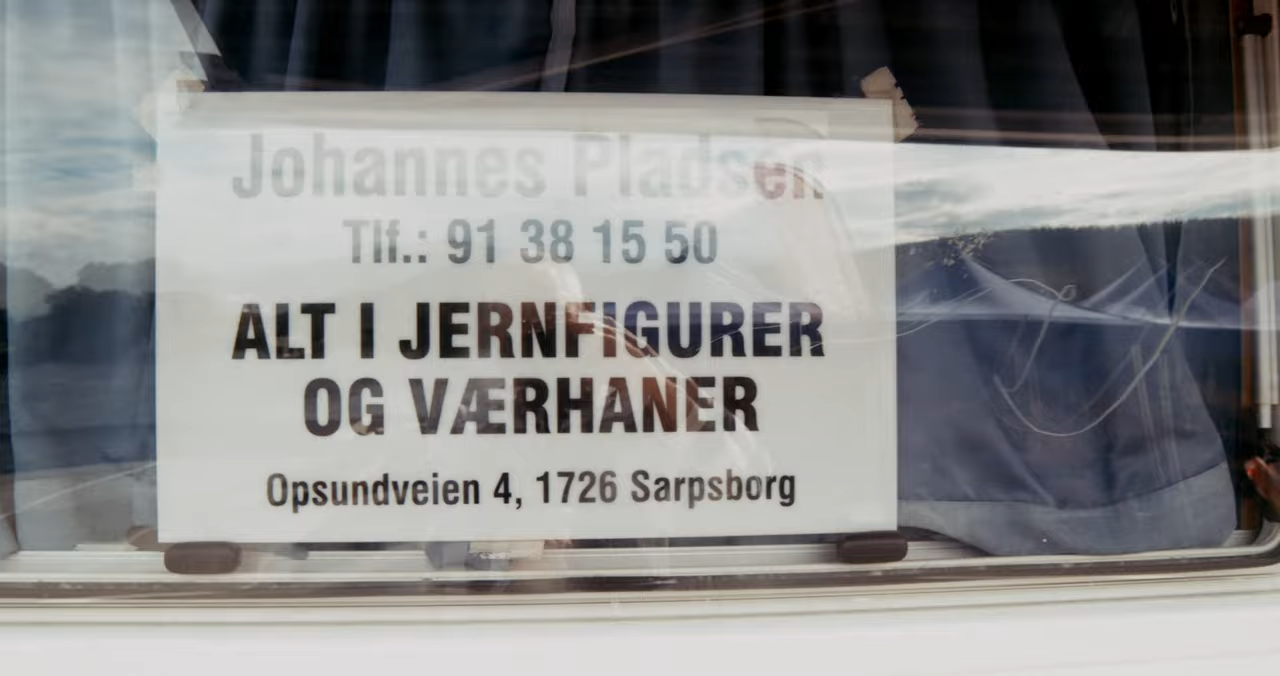 Johannes Pladsen
Tlf.: 91 38 15 50
ALT I JERNFIGURER
OG VÆRHANER
Opsundveien 4, 1726 Sarpsborg